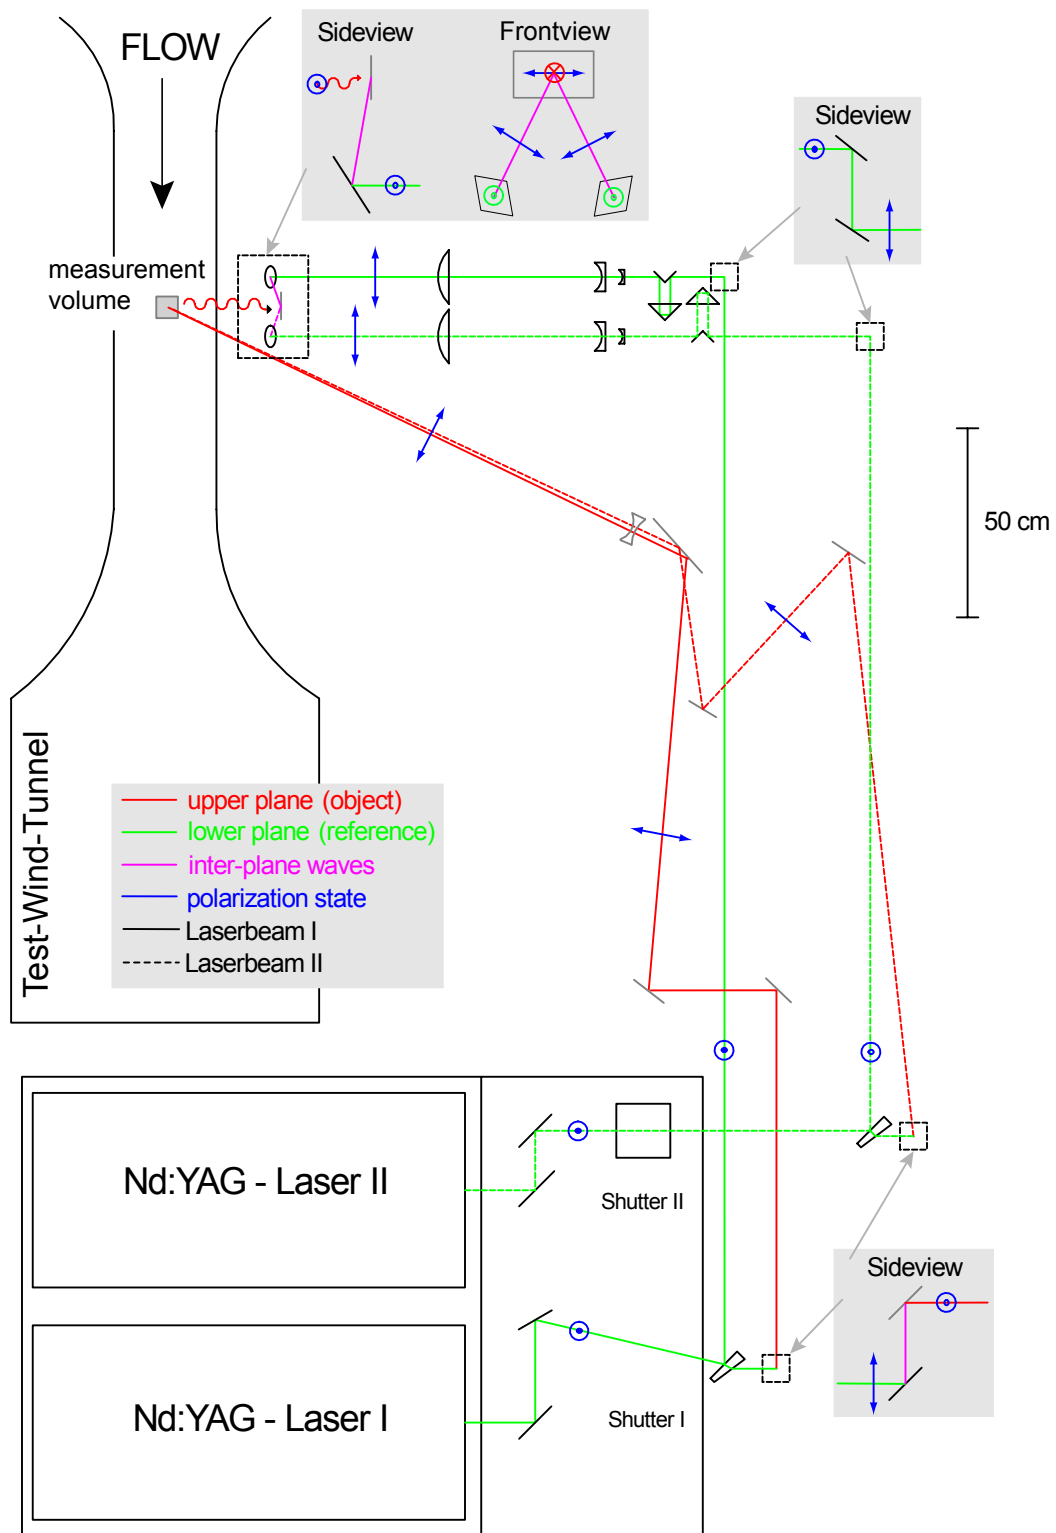 FLOW
Sideview
Frontview
Sideview
measurement
volume
50 cm
Test-Wind-Tunnel
upper plane (object)
lower plane (reference)
inter-plane waves
polarization state
Laserbeam I
Laserbeam II
Nd:YAG - Laser II
Shutter II
Sideview
Nd:YAG - Laser I
Shutter I